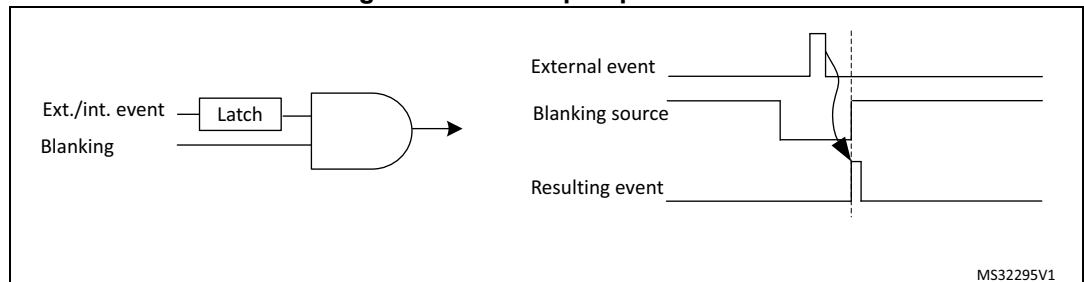 Ext./int. event
Latch
Blanking
External event
Blanking source
Resulting event
MS32295V1